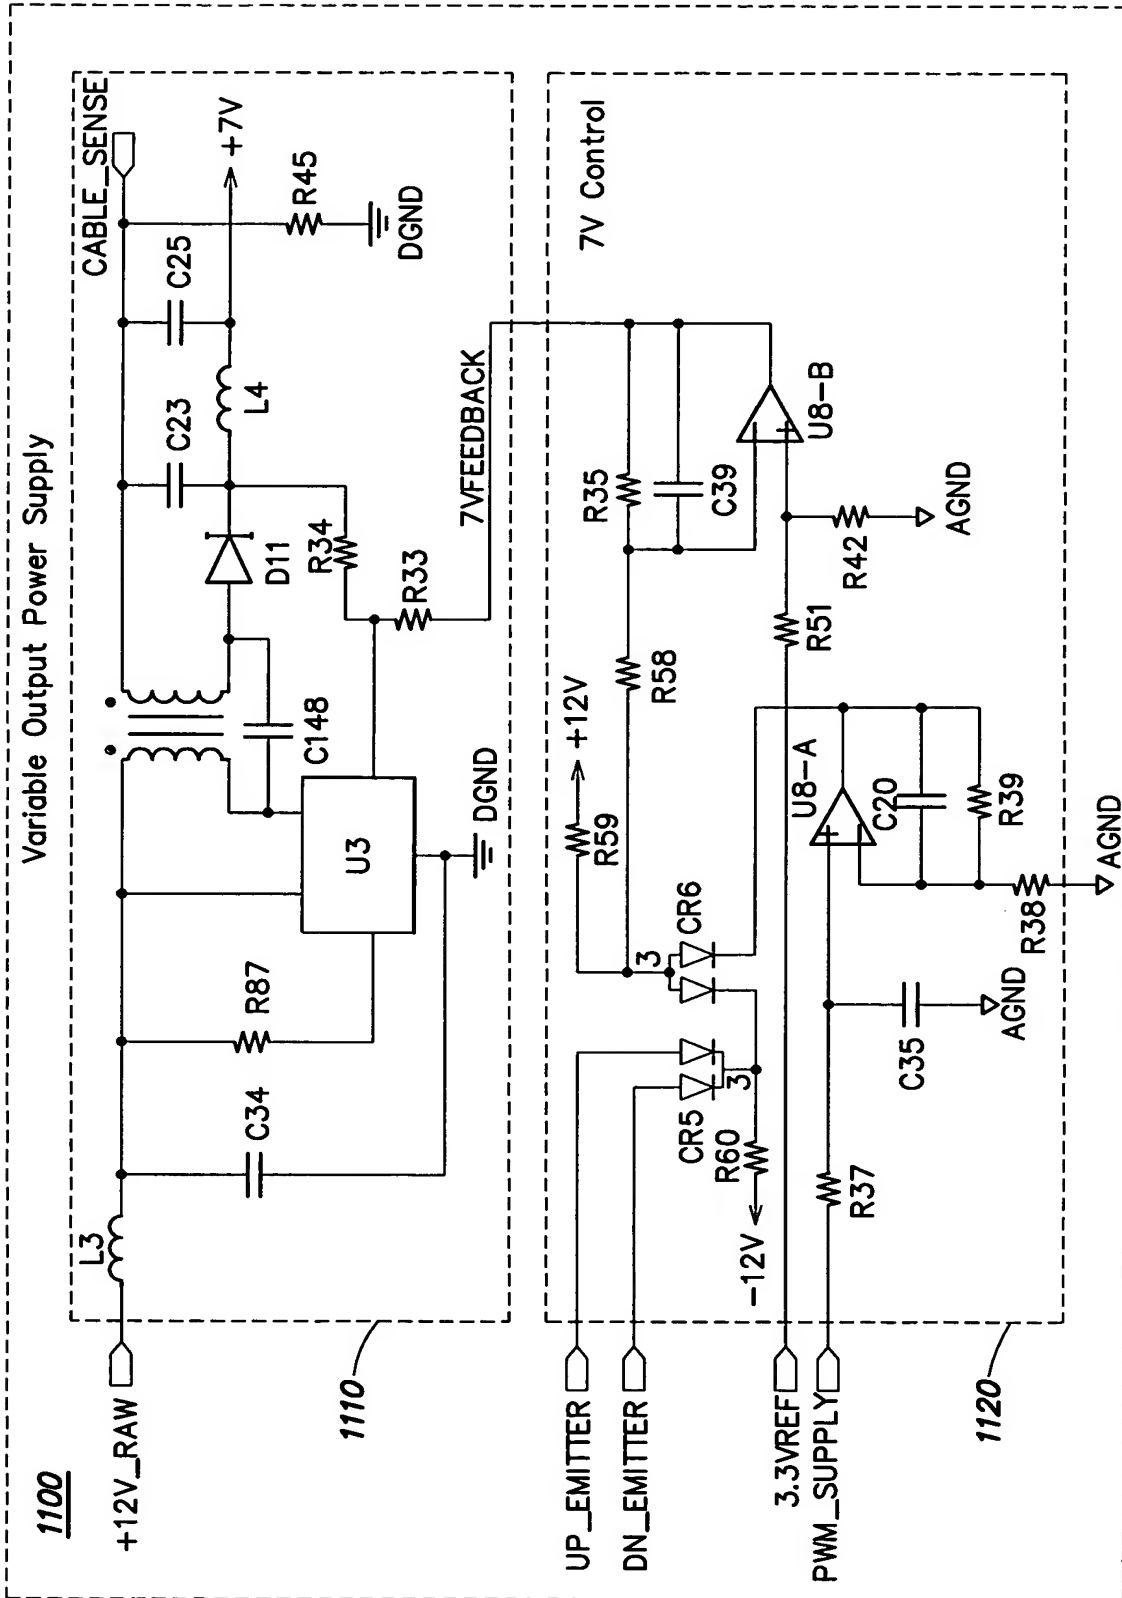 Variable Output Power Supply
1100
+12V_RAW
L3
C34
R87
U3
DGND
C148
D11
C23
L4
C25
CABLE_SENSE
+7V
R45
DGND
R34
R33
7VFEEDBACK
1110
7V Control
UP_EMITTER
DN_EMITTER
3.3VREF
PWM_SUPPLY
-12V
R60
CR5
3
3
CR6
R59
+12V
R58
R35
C39
U8-B
R51
R42
AGND
U8-A
C20
R39
R38
AGND
R37
C35
AGND
1120